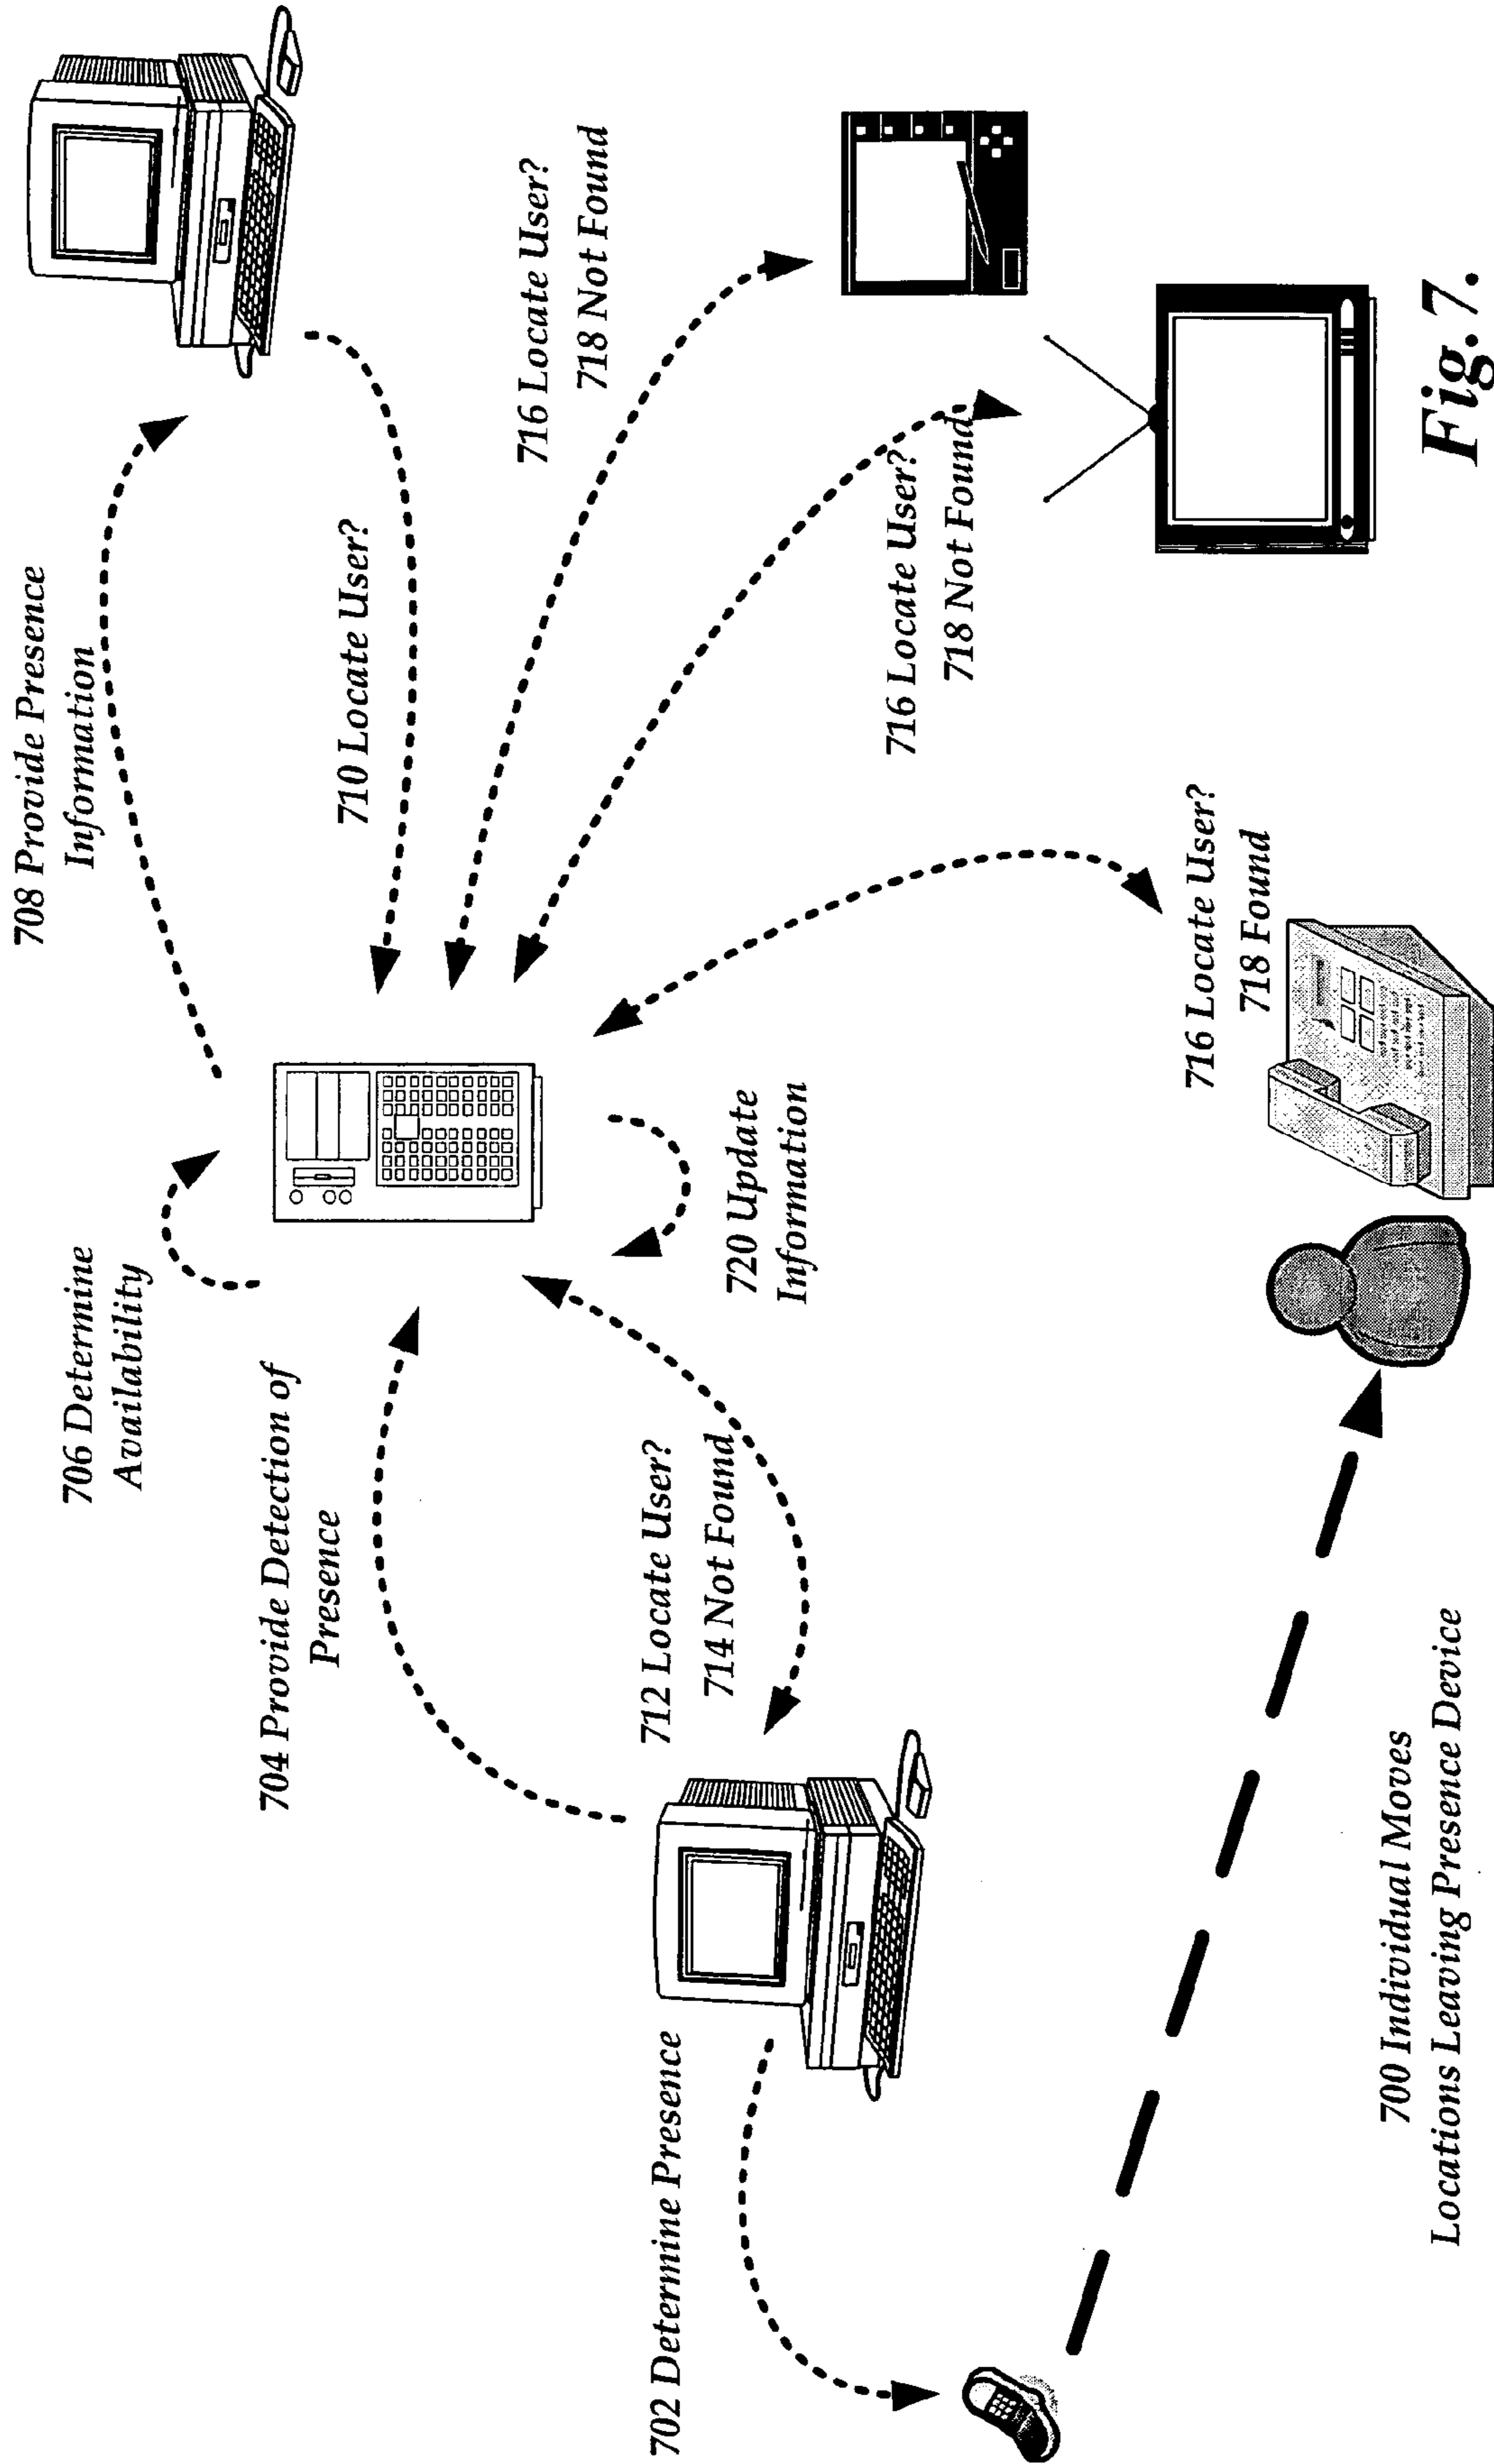 708 Provide Presence
Information
706 Determine
Availability
704 Provide Detection of
Presence
710 Locate User?
716 Locate User?
718 Not Found
702 Determine Presence
712 Locate User?
714 Not Found
720 Update
Information
716 Locate User?
718 Not Found
716 Locate User?
718 Found
700 Individual Moves
Locations Leaving Presence Device
Fig.7.